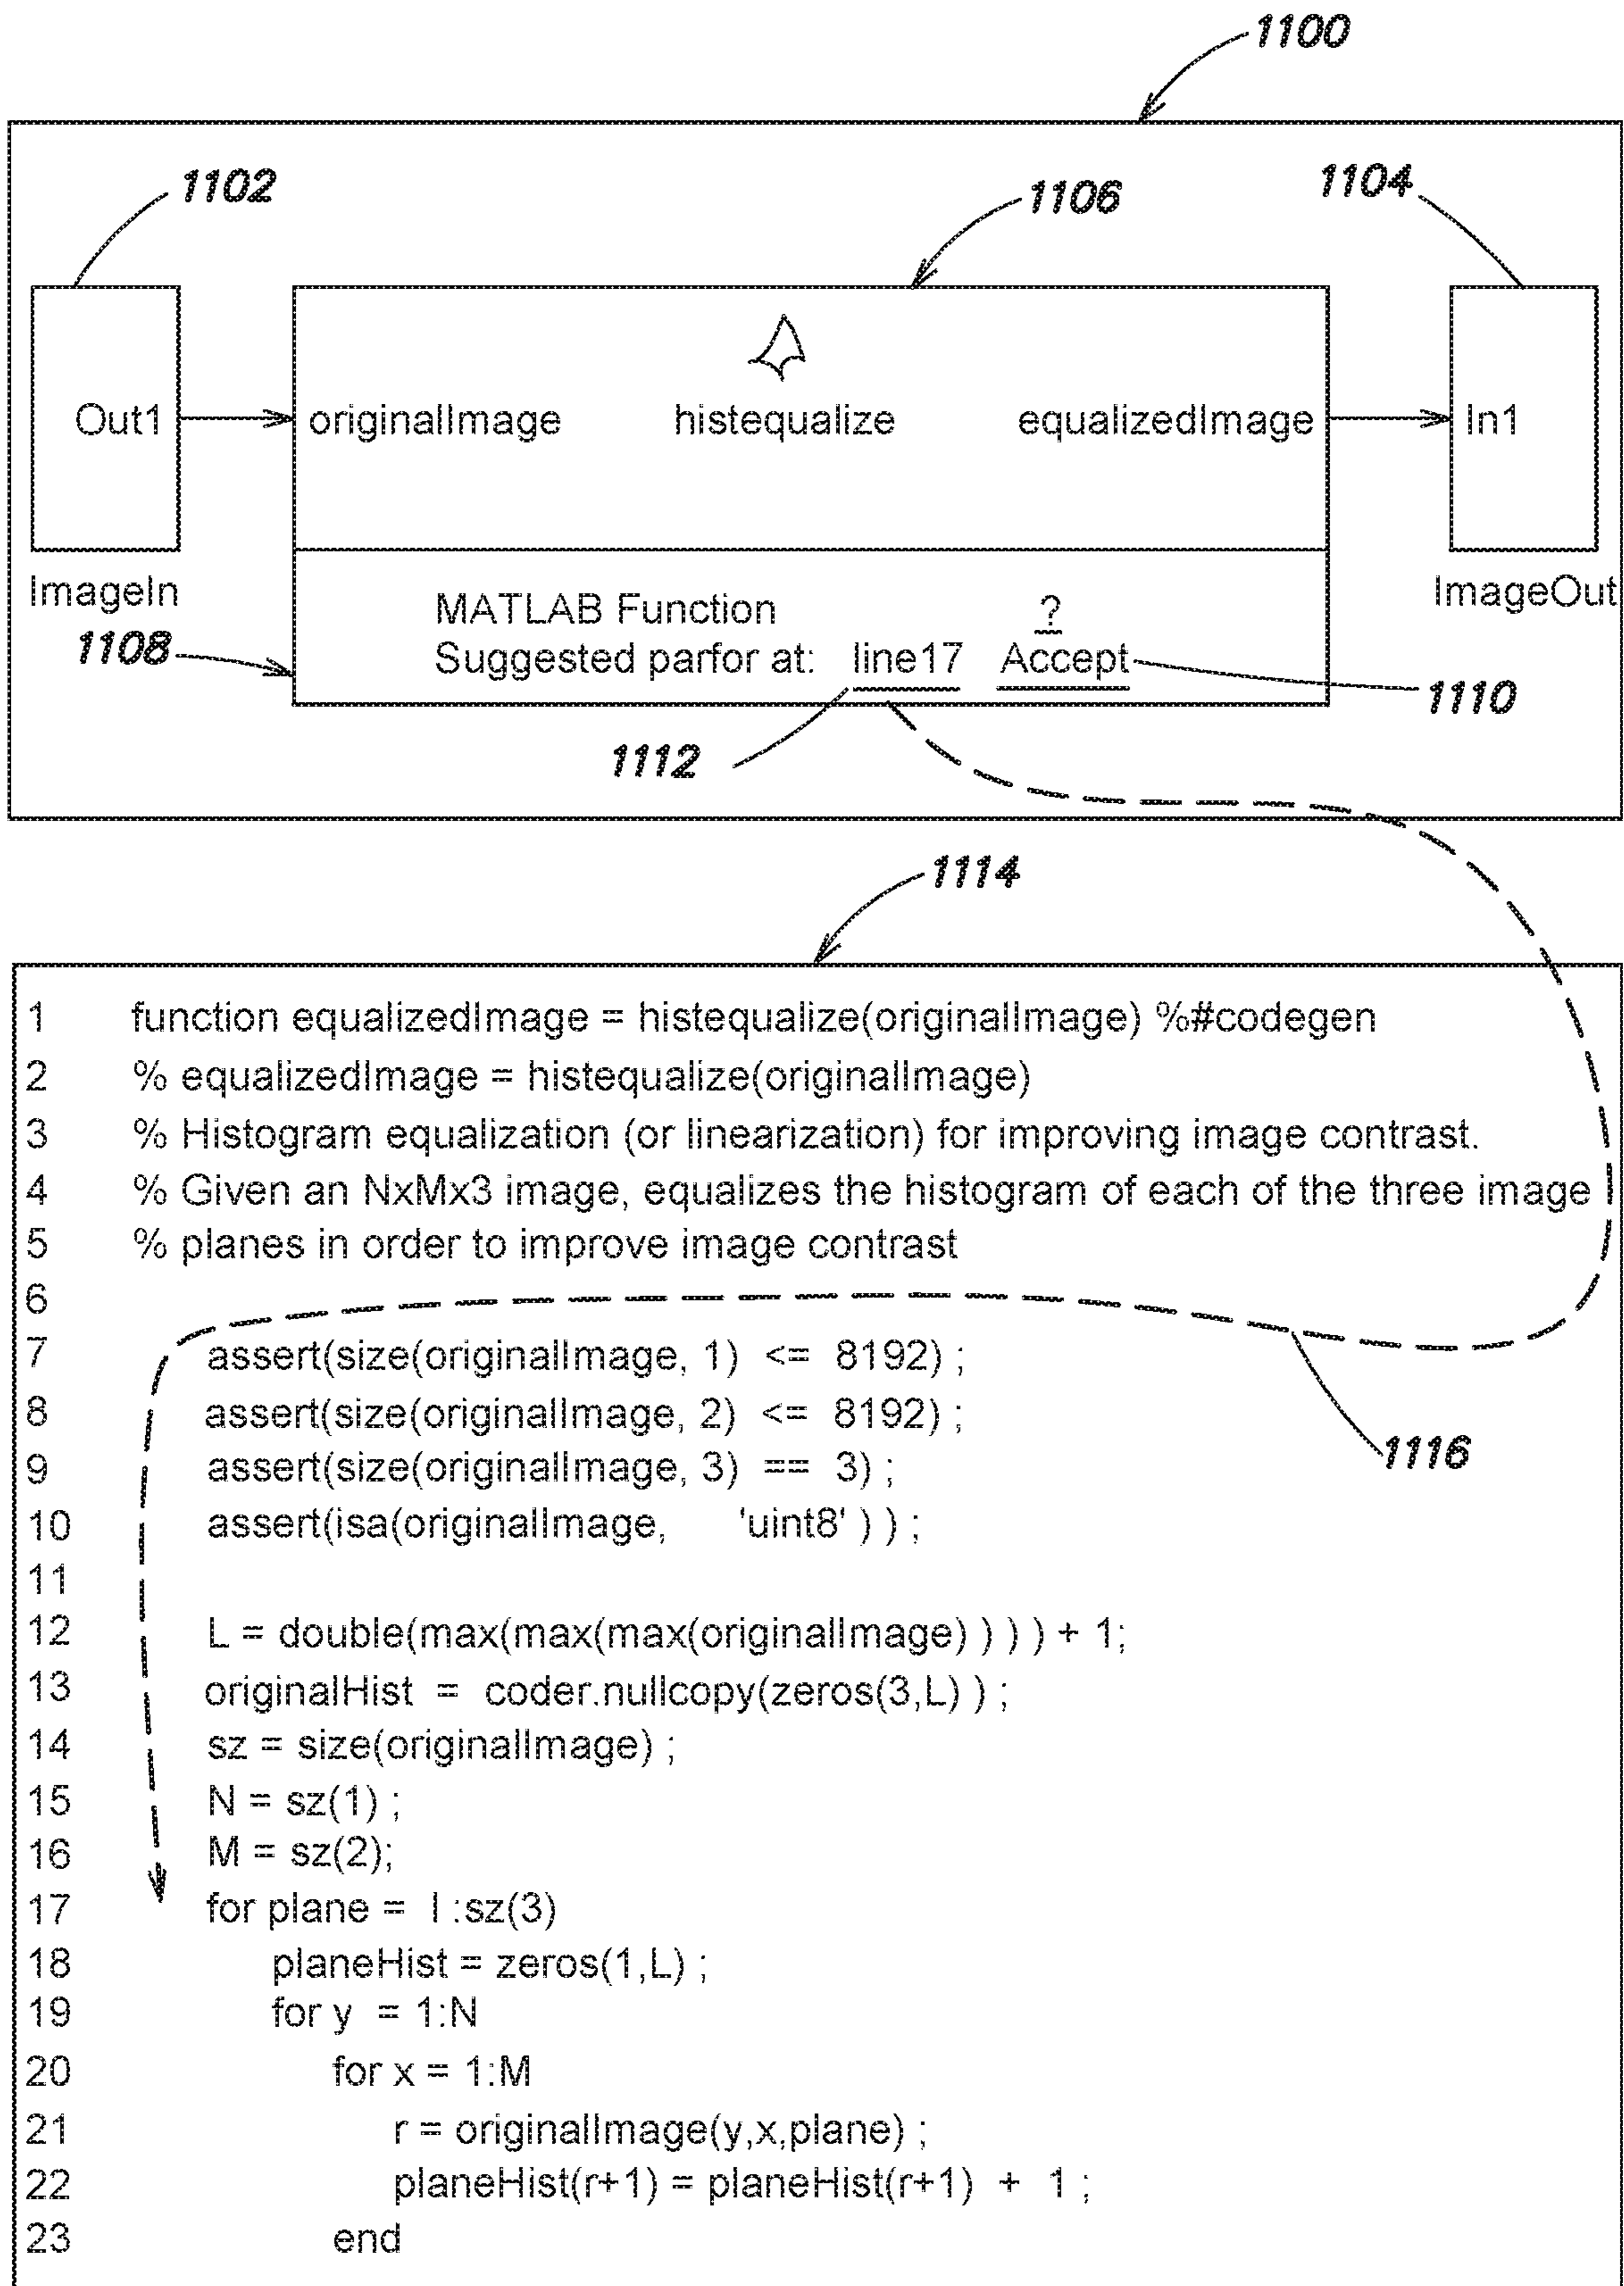 1100
1102
1106
1104
Out1
originalImage
histequalize
equalizedImage
In1
ImageIn
ImageOut
MATLAB Function ?
1108
Suggested parfor at: line17 Accept
1110
1112
1114
1 function equalizedImage = histequalize(originalImage) %#codegen
2 % equalizedImage = histequalize(originalImage)
3 % Histogram equalization (or linearization) for improving image contrast.
4 % Given an NxMx3 image, equalizes the histogram of each of the three image
5 % planes in order to improve image contrast
6
7 assert(size(originalImage, 1) <= 8192) ;
8 assert(size(originalImage, 2) <= 8192) ;
1116
9 assert(size(originalImage, 3) == 3) ;
10 assert(isa(originalImage, 'uint8' ) ) ;
11
12 L = double(max(max(max(originalImage) ) ) ) + 1;
13 originalHist = coder.nullcopy(zeros(3,L) ) ;
14 sz = size(originalImage) ;
15 N = sz(1) ;
16 M = sz(2);
17 for plane = l :sz(3)
18 planeHist = zeros(1,L) ;
19 for y = 1:N
20 for x = 1:M
21 r = originalImage(y,x,plane) ;
22 planeHist(r+1) = planeHist(r+1) + 1 ;
23 end